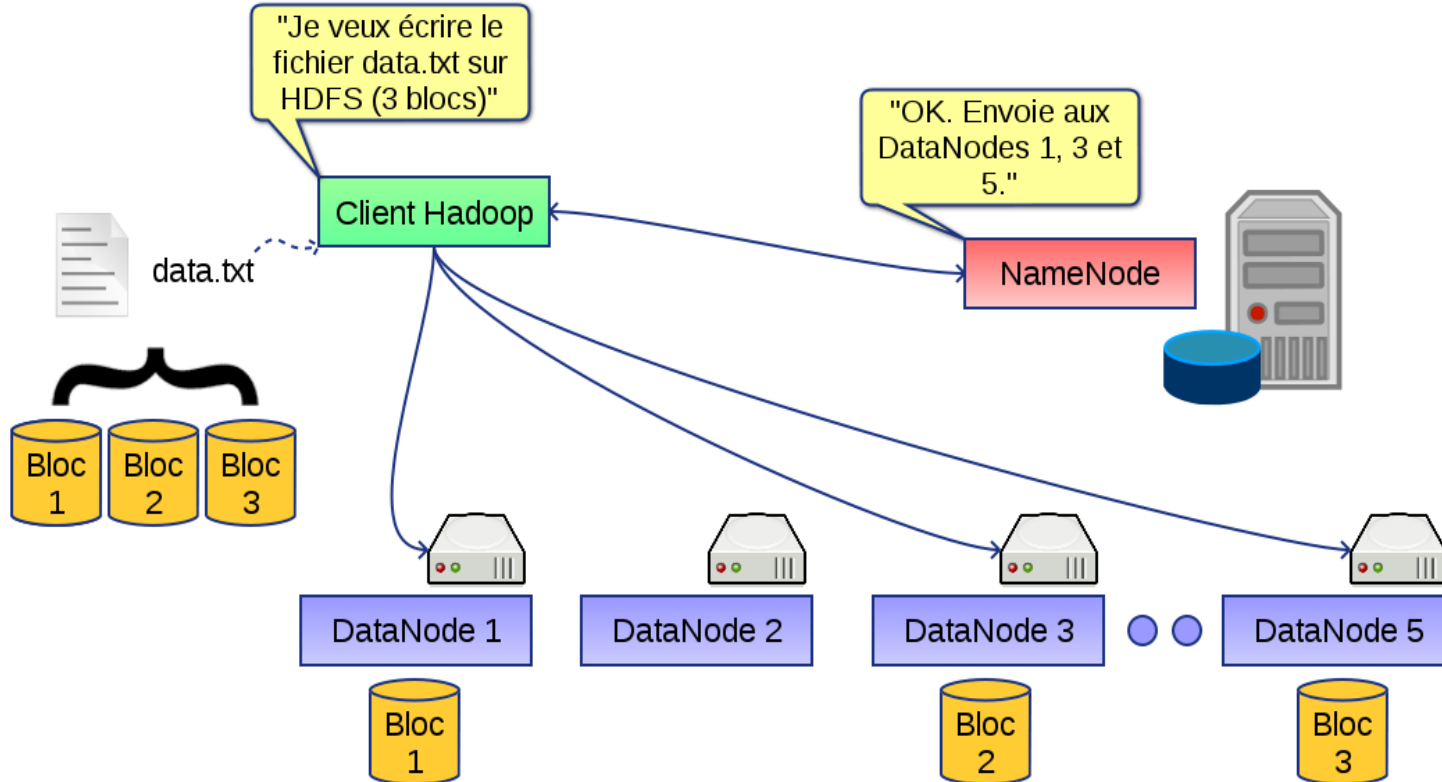 "Je veux écrire le
fichier data.txt sur
HDFS (3 blocs)"
"OK. Envoie aux
DataNodes 1, 3 et
5."
Client Hadoop
data.txt
NameNode
Bloc
1
Bloc
2
Bloc
3
DataNode 1
DataNode 2
DataNode 3
DataNode 5
Bloc
1
Bloc
2
Bloc
3